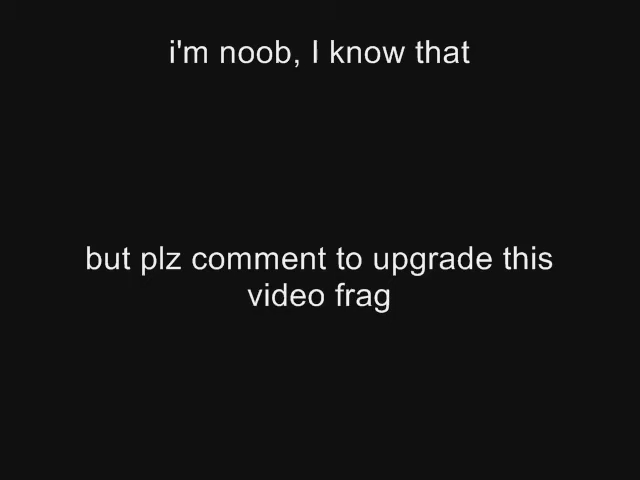 i'm noob, I know that
but plz comment to upgrade this
video frag